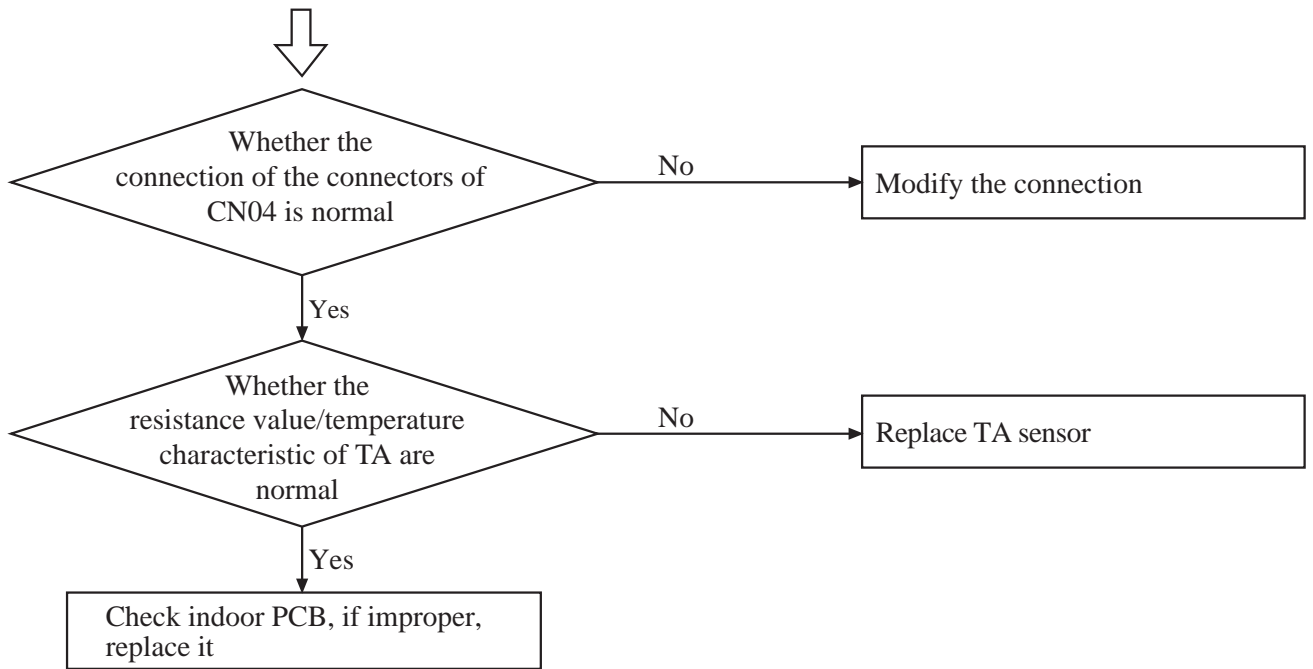 Whether the
connection of the connectors of
CN04 is normal
No
Modify the connection
Yes
Whether the
resistance value/temperature
characteristic of TA are
normal
No
Replace TA sensor
Yes
Check indoor PCB, if improper,
replace it